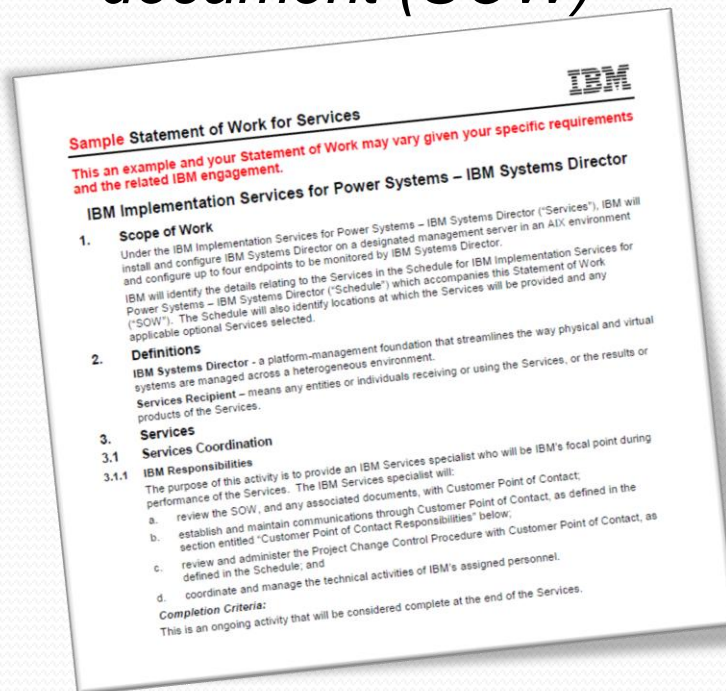 document (SOW)
IBM
Sample Statement of Work for Services
This an example and your Statement of Work may vary given your specific requirements
and the related IBM engagement.
IBM Implementation Services for Power Systems – IBM Systems Director
1. Scope of Work
Under the IBM Implementation Services for Power Systems – IBM Systems Director ("Services"), IBM will
install and configure IBM Systems Director on a designated management server in an AIX environment
and configure up to four endpoints to be monitored by IBM Systems Director.
IBM will identify the details relating to the Services in the Schedule for IBM Implementation Services for
Power Systems – IBM Systems Director ("Schedule") which accompanies this Statement of Work
("SOW"). The Schedule will also identify locations at which the Services will be provided and any
applicable optional Services selected.
2. Definitions
IBM Systems Director - a platform-management foundation that streamlines the way physical and virtual
systems are managed across a heterogeneous environment.
Services Recipient – means any entities or individuals receiving or using the Services, or the results or
products of the Services.
3. Services
3.1 Services Coordination
3.1.1 IBM Responsibilities
The purpose of this activity is to provide an IBM Services specialist who will be IBM's focal point during
performance of the Services. The IBM Services specialist will:
a. review the SOW, and any associated documents, with Customer Point of Contact;
b. establish and maintain communications through Customer Point of Contact, as defined in the
section entitled "Customer Point of Contact Responsibilities" below;
c. review and administer the Project Change Control Procedure with Customer Point of Contact, as
defined in the Schedule; and
d. coordinate and manage the technical activities of IBM's assigned personnel.
Completion Criteria:
This is an ongoing activity that will be considered complete at the end of the Services.